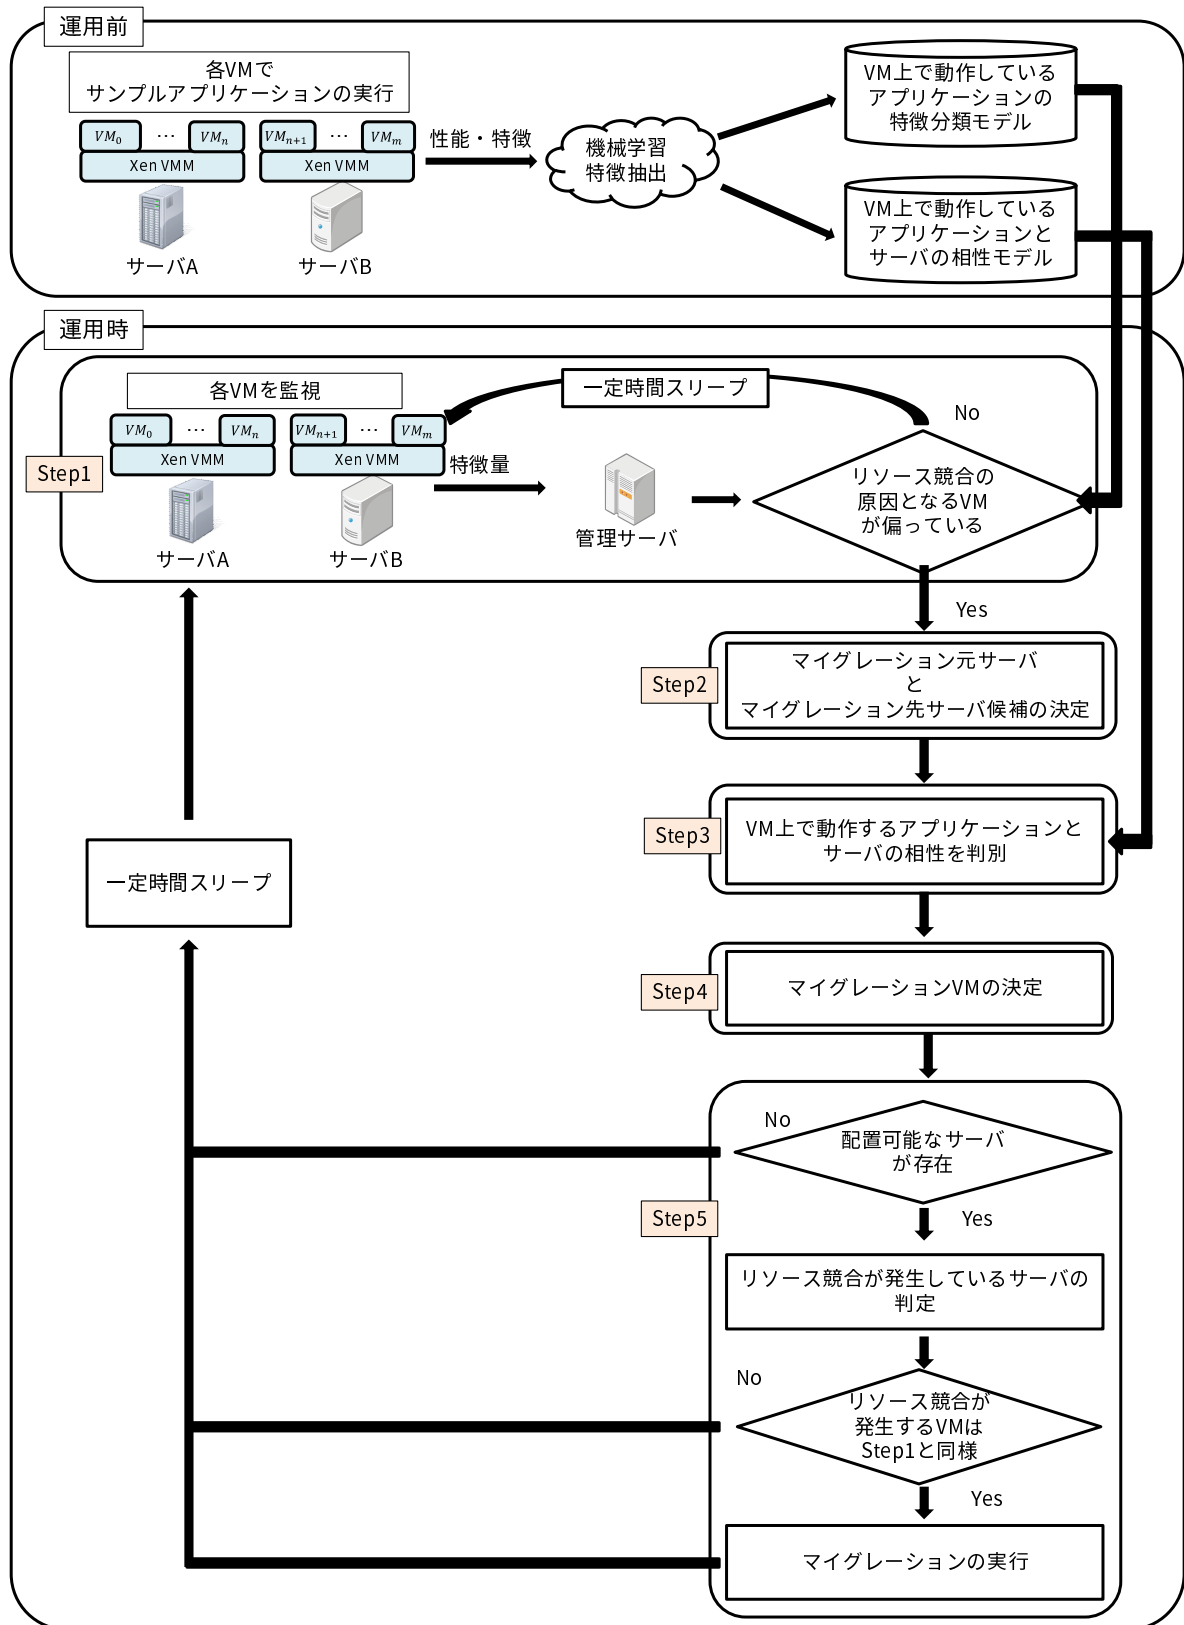 運用前
各VMで
サンプルアプリケーションの実行
VM0 … VMn VMn+1 … VMm
Xen VMM Xen VMM
サーバA サーバB
性能・特徴
機械学習
特徴抽出
VM上で動作している
アプリケーションの
特徴分類モデル
VM上で動作している
アプリケーションと
サーバの相性モデル
運用時
各VMを監視
一定時間スリープ
No
VM0 … VMn VMn+1 … VMm
Xen VMM Xen VMM
Step1
サーバA サーバB
特徴量
管理サーバ
リソース競合の
原因となるVM
が偏っている
Yes
Step2
マイグレーション元サーバ
と
マイグレーション先サーバ候補の決定
Step3
VM上で動作するアプリケーションと
サーバの相性を判別
一定時間スリープ
Step4
マイグレーションVMの決定
No
配置可能なサーバ
が存在
Step5
Yes
リソース競合が発生しているサーバの
判定
No
リソース競合が
発生するVMは
Step1と同様
Yes
マイグレーションの実行